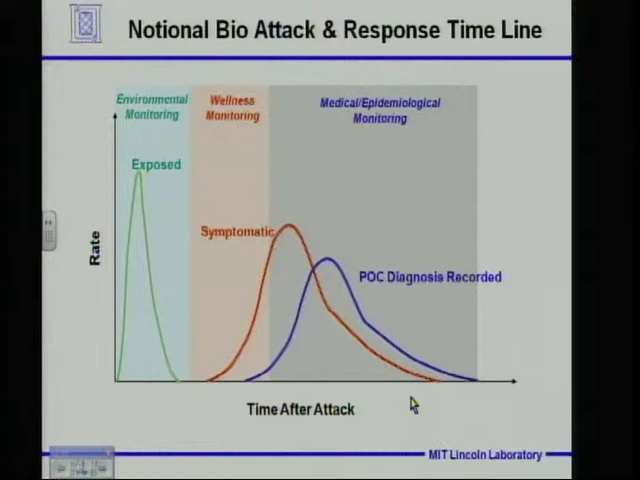 Notional Bio Attack & Response Time Line
Environmental
Monitoring
Wellness
Monitoring
Medical/Epidemiological
Monitoring
Exposed
Symptomatic
POC Diagnosis Recorded
Rate
Time After Attack
MIT Lincoln Laboratory